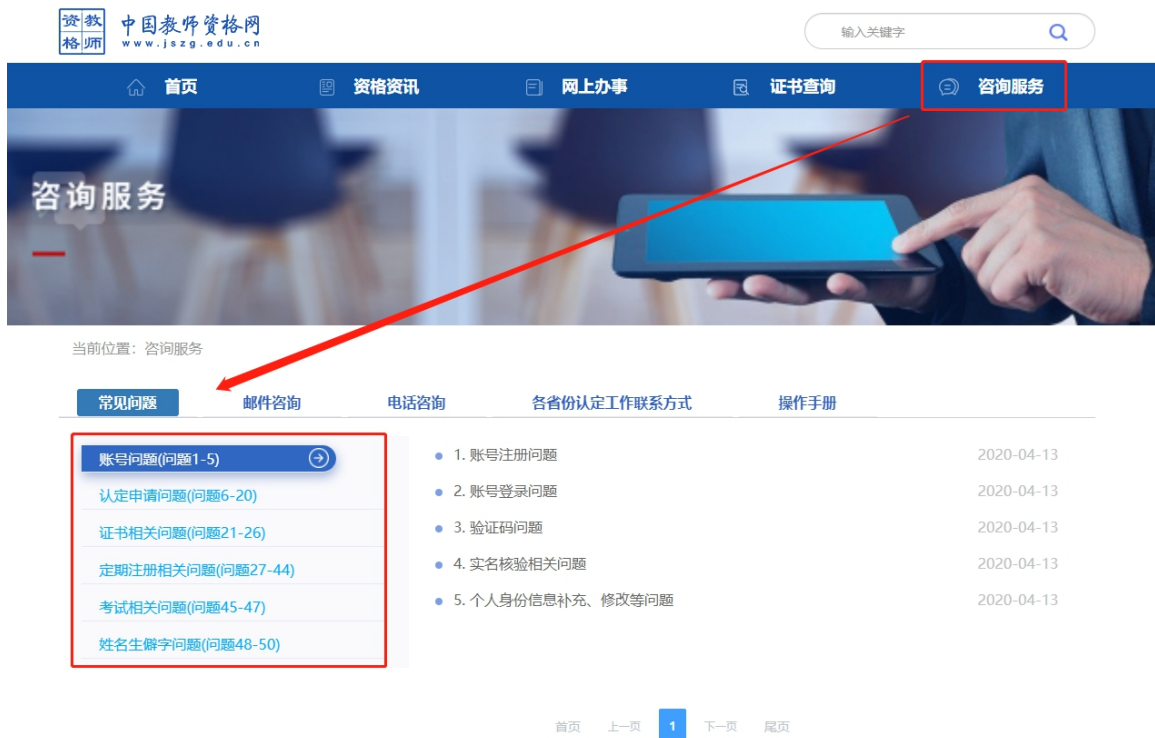 资教
格师
中国教师资格网
www.jszg.edu.cn
输入关键字
首页 资格资讯 网上办事 证书查询 咨询服务
咨询服务
当前位置：咨询服务
常见问题 邮件咨询 电话咨询 各省份认定工作联系方式 操作手册
账号问题(问题1-5)
认定申请问题(问题6-20)
证书相关问题(问题21-26)
定期注册相关问题(问题27-44)
考试相关问题(问题45-47)
姓名生僻字问题(问题48-50)
1. 账号注册问题 2020-04-13
2. 账号登录问题 2020-04-13
3. 验证码问题 2020-04-13
4. 实名核验相关问题 2020-04-13
5. 个人身份信息补充、修改等问题 2020-04-13
首页 上一页 1 下一页 尾页